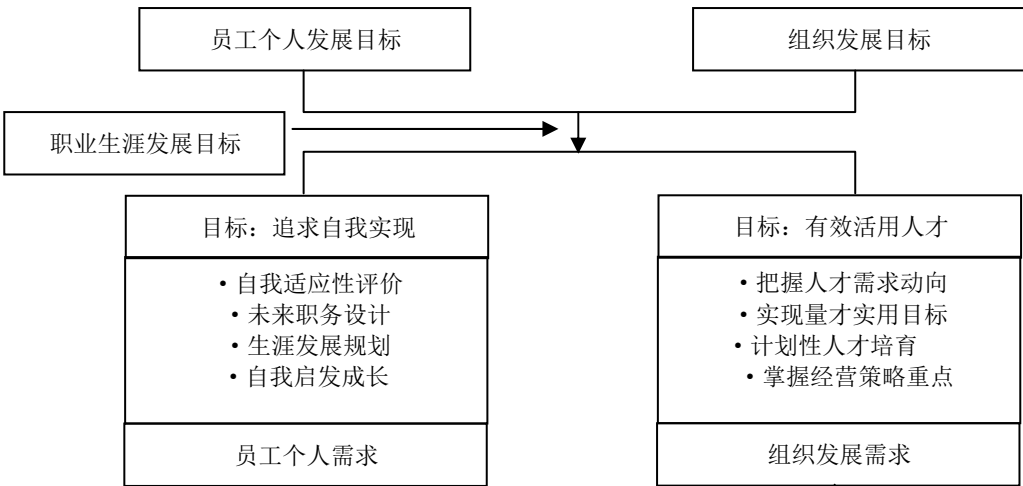 员工个人发展目标
组织发展目标
职业生涯发展目标
目标：追求自我实现
·自我适应性评价
·未来职务设计
·生涯发展规划
·自我启发成长
员工个人需求
目标：有效活用人才
·把握人才需求动向
·实现量才实用目标
·计划性人才培育
·掌握经营策略重点
组织发展需求